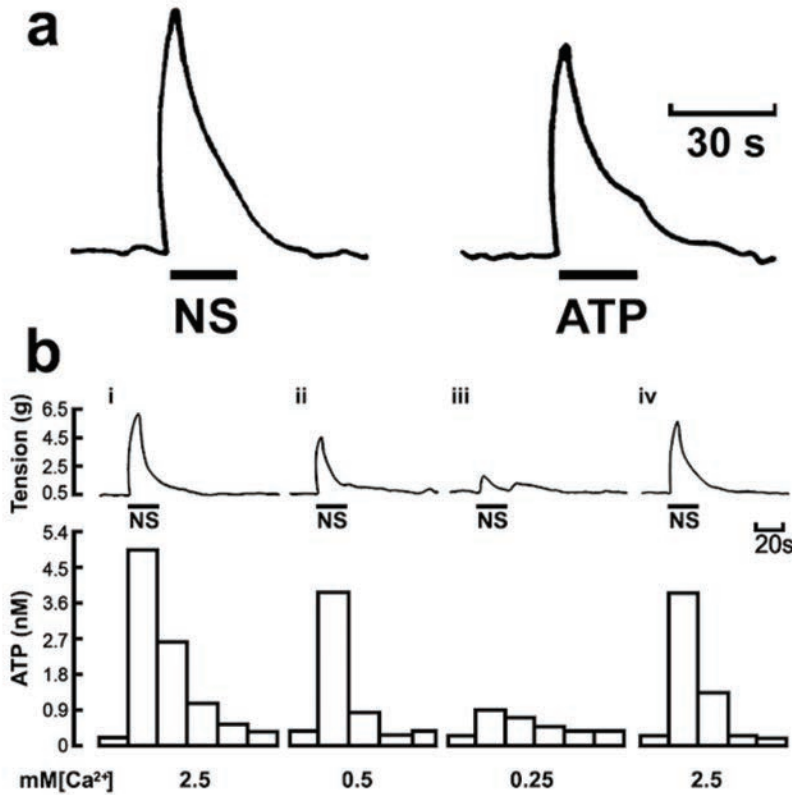 a
30 s
NS ATP
b
i ii iii iv
Tension (g)
6.5
4.5
2.5
0.5
NS NS NS NS
20s
ATP (nM)
5.4
4.5
3.6
2.7
1.8
0.9
0
mM[Ca²⁺] 2.5 0.5 0.25 2.5